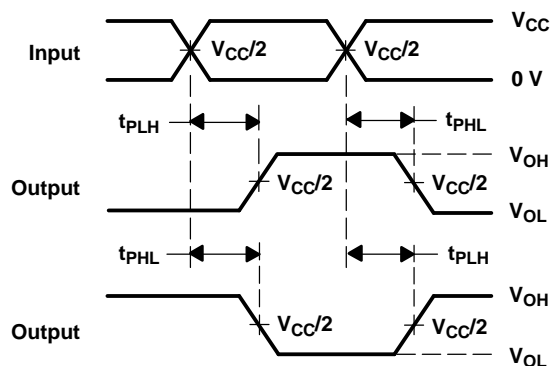 Input
V_CC
V_CC/2
V_CC/2
0 V
t_PLH
t_PHL
Output
V_OH
V_CC/2
V_CC/2
V_OL
t_PHL
t_PLH
Output
V_OH
V_CC/2
V_CC/2
V_OL